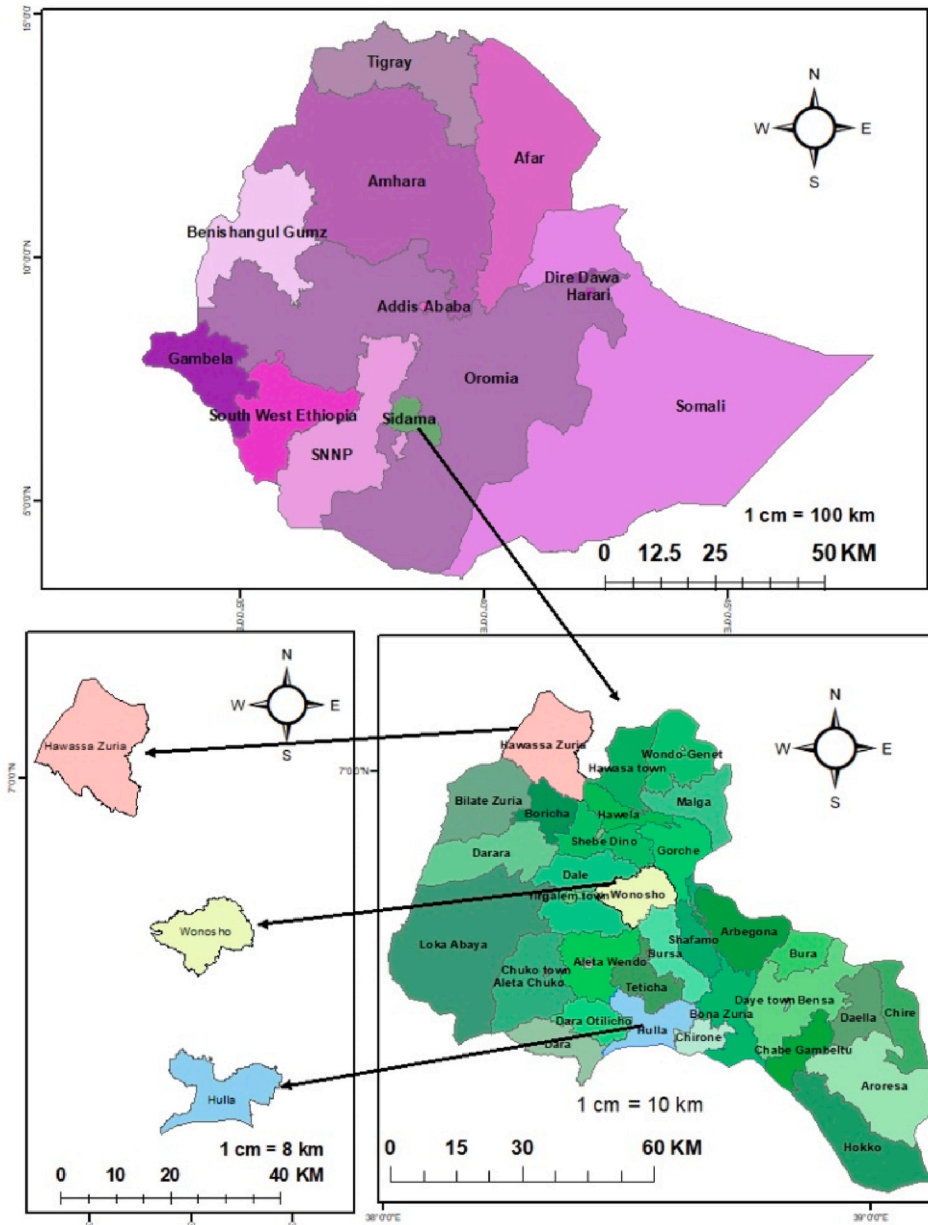 15°0'0"N
Tigray
N
W
E
S
Afar
Amhara
Benishangul Gumz
10°0'0"N
Dire Dawa
Harari
Addis Ababa
Gambela
Oromia
South West Ethiopia
Sidama
Somali
SNNP
5°0'0"N
1 cm = 100 km
0 12.5 25 50 KM
N
W
E
S
Hawassa Zuria
7°0'0"N
Wonosho
Hulla
1 cm = 8 km
0 10 20 40 KM
N
W
E
S
Hawassa Zuria
Wondo-Genet
Hawasa town
7°0'0"N
Bilate Zuria
Malga
Boricha
Hawela
Shebe Dino
Gorche
Darara
Dale
Wonosho
Yirgalem town
Loka Abaya
Arbegona
Shafamo
Bursa
Bura
Aleta Wendo
Chuko town
Aleta Chuko
Teticha
Daye town Bensa
Bona Zuria
Daella
Chire
Dara Otilicho
Hulla
Chirone
Dara
Chabe Gambeltu
Aroresa
1 cm = 10 km
Hokko
0 15 30 60 KM
38°0'0"E
39°0'0"E